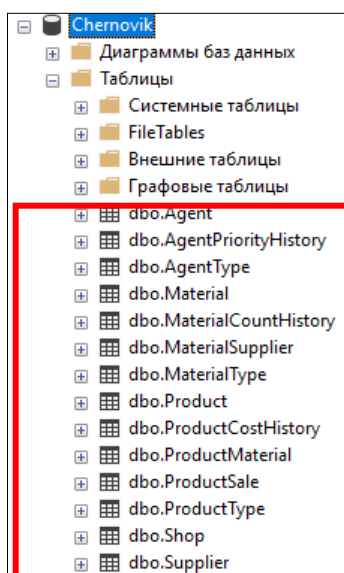 Chernovik
Диаграммы баз данных
Таблицы
Системные таблицы
FileTables
Внешние таблицы
Графовые таблицы
dbo.Agent
dbo.AgentPriorityHistory
dbo.AgentType
dbo.Material
dbo.MaterialCountHistory
dbo.MaterialSupplier
dbo.MaterialType
dbo.Product
dbo.ProductCostHistory
dbo.ProductMaterial
dbo.ProductSale
dbo.ProductType
dbo.Shop
dbo.Supplier